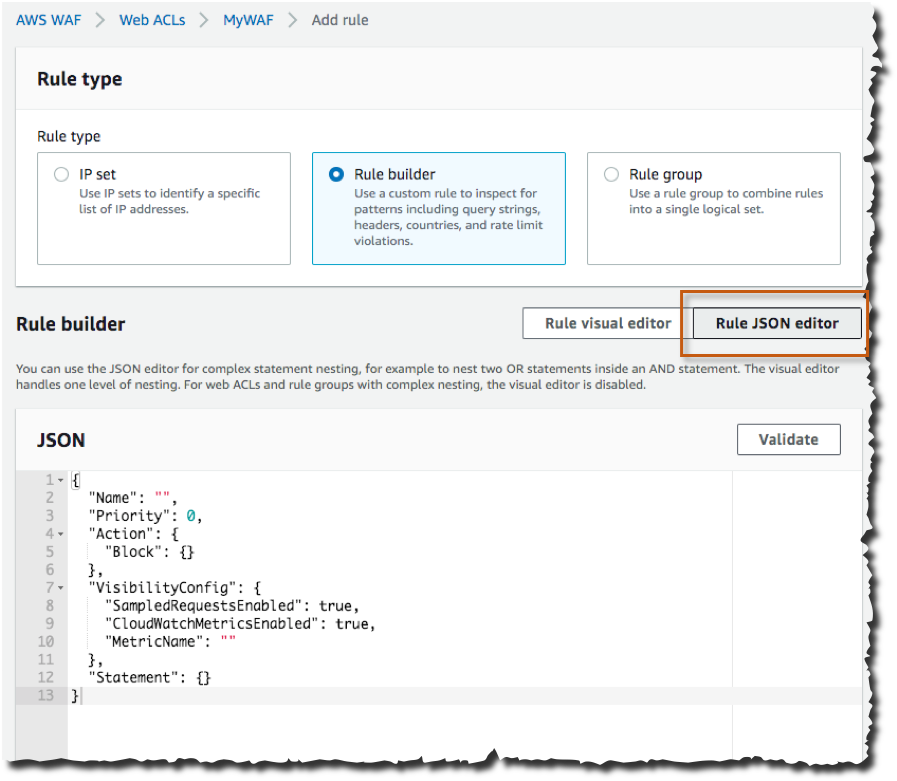 AWS WAF > Web ACLs > MyWAF > Add rule
Rule type
Rule type
IP set
Use IP sets to identify a specific
list of IP addresses.
Rule builder
Use a custom rule to inspect for
patterns including query strings,
headers, countries, and rate limit
violations.
Rule group
Use a rule group to combine rules
into a single logical set.
Rule builder
Rule visual editor
Rule JSON editor
You can use the JSON editor for complex statement nesting, for example to nest two OR statements inside an AND statement. The visual editor
handles one level of nesting. For web ACLs and rule groups with complex nesting, the visual editor is disabled.
JSON
Validate
1 {
2 "Name": "",
3 "Priority": 0,
4 "Action": {
5 "Block": {}
6 },
7 "VisibilityConfig": {
8 "SampledRequestsEnabled": true,
9 "CloudWatchMetricsEnabled": true,
10 "MetricName": ""
11 },
12 "Statement": {}
13 }